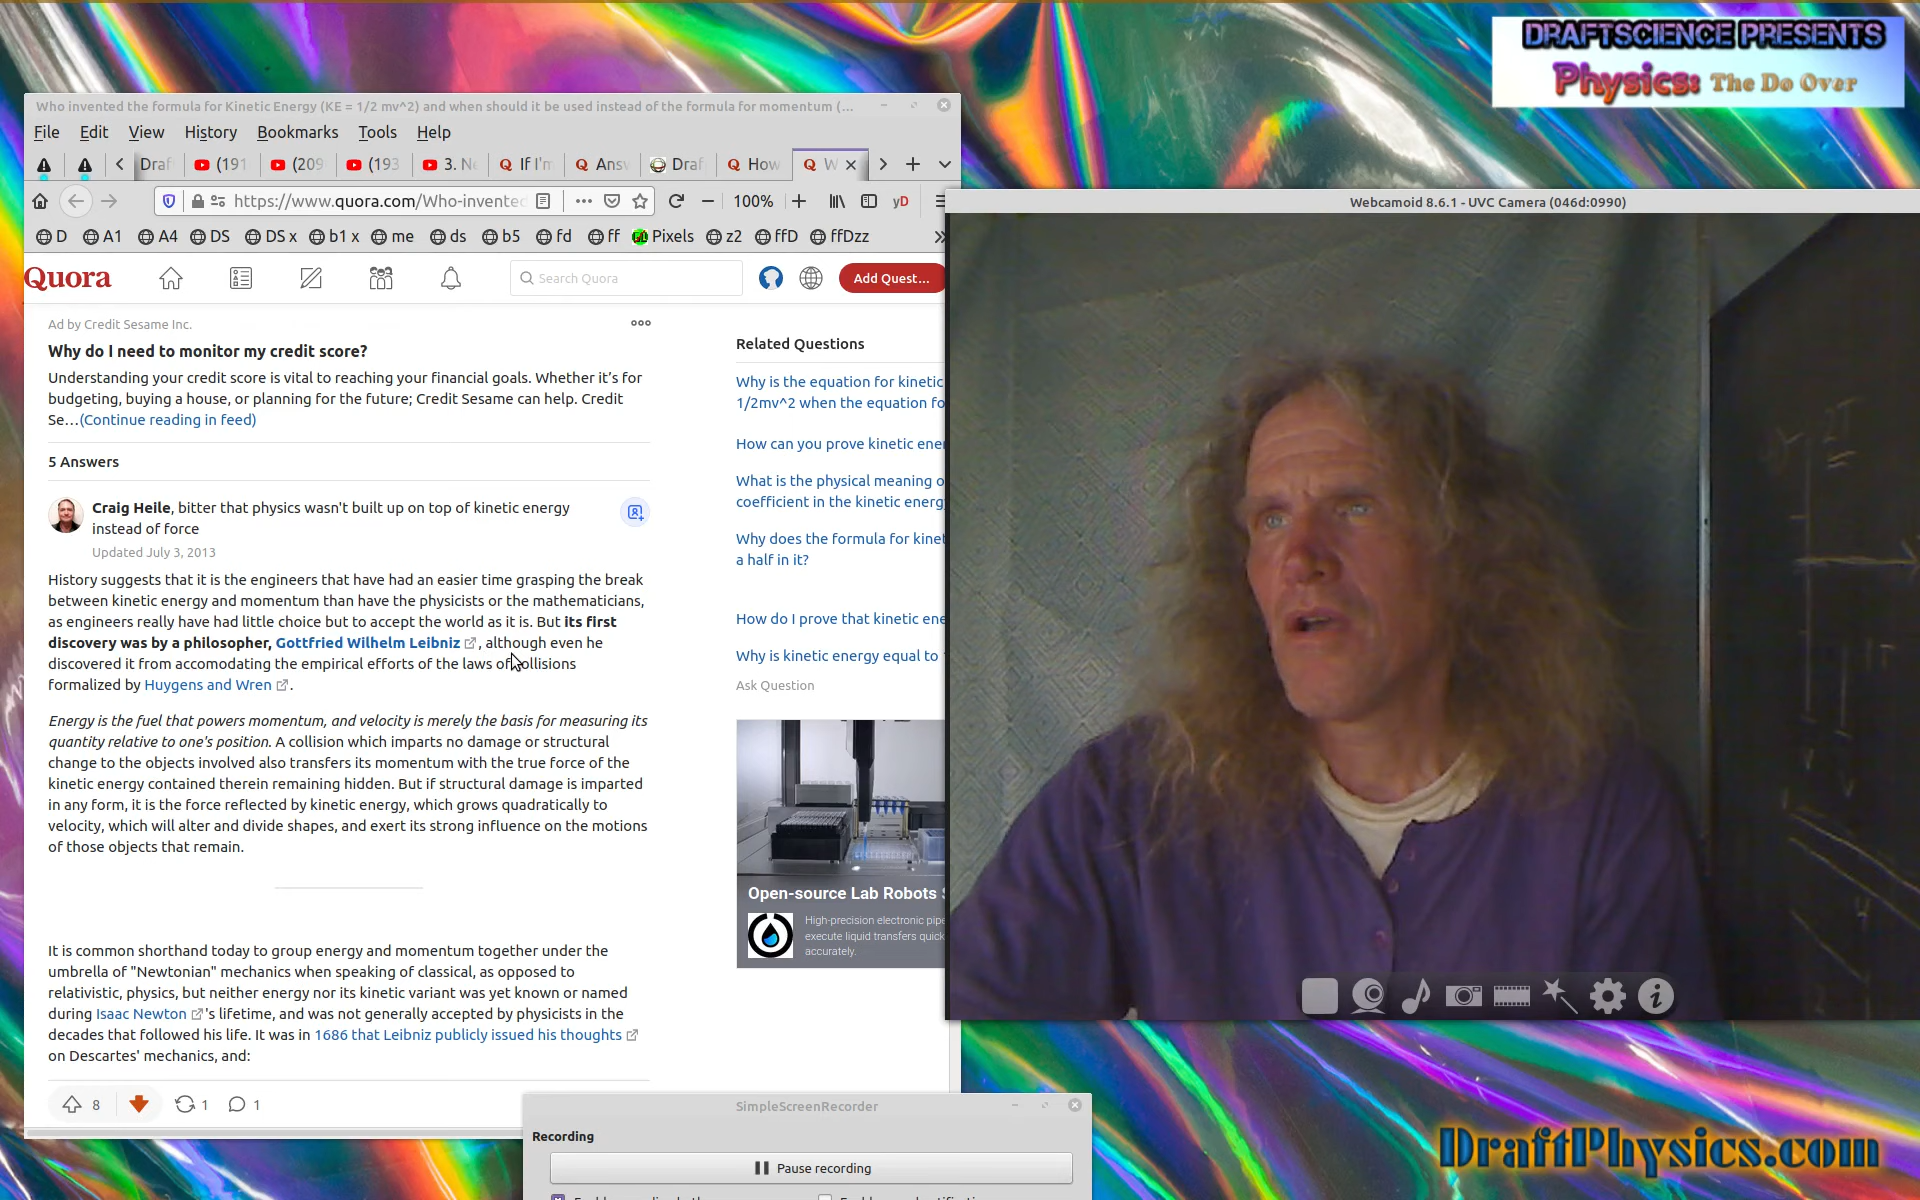 DRAFTSCIENCE PRESENTS
Physics: The Do Over
Who invented the formula for Kinetic Energy (KE = 1/2 mv^2) and when should it be used instead of the formula for momentum (...
File Edit View History Bookmarks Tools Help
Draf (191 (209 (193 3. Ne If I'm Answ Draf How W
https://www.quora.com/Who-invented 100% yD
D A1 A4 DS DS x b1 x me ds b5 fd ff Pixels z2 ffD ffDzz
Webcamoid 8.6.1 - UVC Camera (046d:0990)
Quora Search Quora Add Quest...
Ad by Credit Sesame Inc.
Why do I need to monitor my credit score?
Understanding your credit score is vital to reaching your financial goals. Whether it's for
budgeting, buying a house, or planning for the future; Credit Sesame can help. Credit
Se...(Continue reading in feed)
5 Answers
Craig Heile, bitter that physics wasn't built up on top of kinetic energy
instead of force
Updated July 3, 2013
History suggests that it is the engineers that have had an easier time grasping the break
between kinetic energy and momentum than have the physicists or the mathematicians,
as engineers really have had little choice but to accept the world as it is. But its first
discovery was by a philosopher, Gottfried Wilhelm Leibniz, although even he
discovered it from accomodating the empirical efforts of the laws of collisions
formalized by Huygens and Wren.
Energy is the fuel that powers momentum, and velocity is merely the basis for measuring its
quantity relative to one's position. A collision which imparts no damage or structural
change to the objects involved also transfers its momentum with the true force of the
kinetic energy contained therein remaining hidden. But if structural damage is imparted
in any form, it is the force reflected by kinetic energy, which grows quadratically to
velocity, which will alter and divide shapes, and exert its strong influence on the motions
of those objects that remain.
It is common shorthand today to group energy and momentum together under the
umbrella of "Newtonian" mechanics when speaking of classical, as opposed to
relativistic, physics, but neither energy nor its kinetic variant was yet known or named
during Isaac Newton's lifetime, and was not generally accepted by physicists in the
decades that followed his life. It was in 1686 that Leibniz publicly issued his thoughts
on Descartes' mechanics, and:
8 1 1
Related Questions
Why is the equation for kinetic
1/2mv^2 when the equation fo
How can you prove kinetic ene
What is the physical meaning o
coefficient in the kinetic energ
Why does the formula for kinet
a half in it?
How do I prove that kinetic ene
Why is kinetic energy equal to
Ask Question
Open-source Lab Robots
High-precision electronic pipe
execute liquid transfers quick
accurately.
SimpleScreenRecorder
Recording
Pause recording
DraftPhysics.com